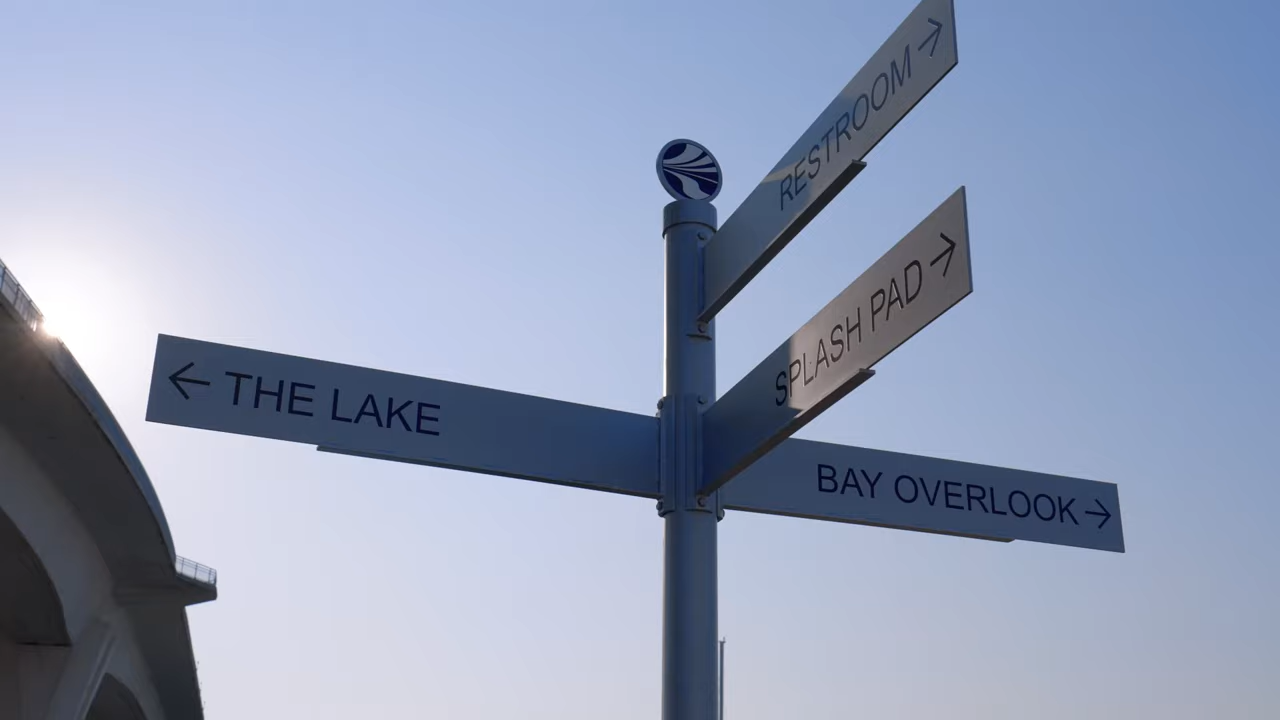 RESTROOM →
SPLASH PAD →
← THE LAKE
BAY OVERLOOK →